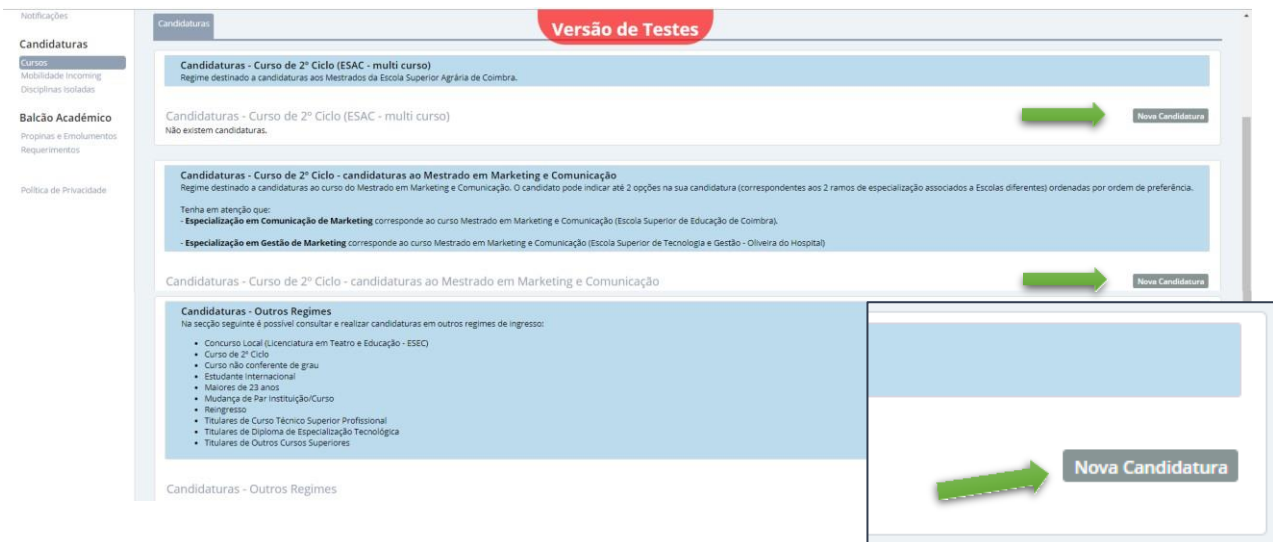 Notificações
Candidaturas
Cursos
Mobilidade Incoming
Disciplinas Isoladas
Balcão Académico
Propinas e Emolumentos
Requerimentos
Política de Privacidade
Candidaturas
Versão de Testes
Candidaturas - Curso de 2º Ciclo (ESAC - multi curso)
Regime destinado a candidaturas aos Mestrados da Escola Superior Agrária de Coimbra.
Candidaturas - Curso de 2º Ciclo (ESAC - multi curso)
Nova Candidatura
Não existem candidaturas.
Candidaturas - Curso de 2º Ciclo - candidaturas ao Mestrado em Marketing e Comunicação
Regime destinado a candidaturas ao curso do Mestrado em Marketing e Comunicação. O candidato pode indicar até 2 opções na sua candidatura (correspondentes aos 2 ramos de especialização associados a Escolas diferentes) ordenadas por ordem de preferência.
Tenha em atenção que:
- Especialização em Comunicação de Marketing corresponde ao curso Mestrado em Marketing e Comunicação (Escola Superior de Educação de Coimbra).
- Especialização em Gestão de Marketing corresponde ao curso Mestrado em Marketing e Comunicação (Escola Superior de Tecnologia e Gestão - Oliveira do Hospital)
Candidaturas - Curso de 2º Ciclo - candidaturas ao Mestrado em Marketing e Comunicação
Nova Candidatura
Candidaturas - Outros Regimes
Na secção seguinte é possível consultar e realizar candidaturas em outros regimes de ingresso:
• Concurso Local (Licenciatura em Teatro e Educação - ESEC)
• Curso de 2º Ciclo
• Curso não conferente de grau
• Estudante Internacional
• Maiores de 23 anos
• Mudança de Par Instituição/Curso
• Reingresso
• Titulares de Curso Técnico Superior Profissional
• Titulares de Diploma de Especialização Tecnológica
• Titulares de Outros Cursos Superiores
Candidaturas - Outros Regimes
Nova Candidatura